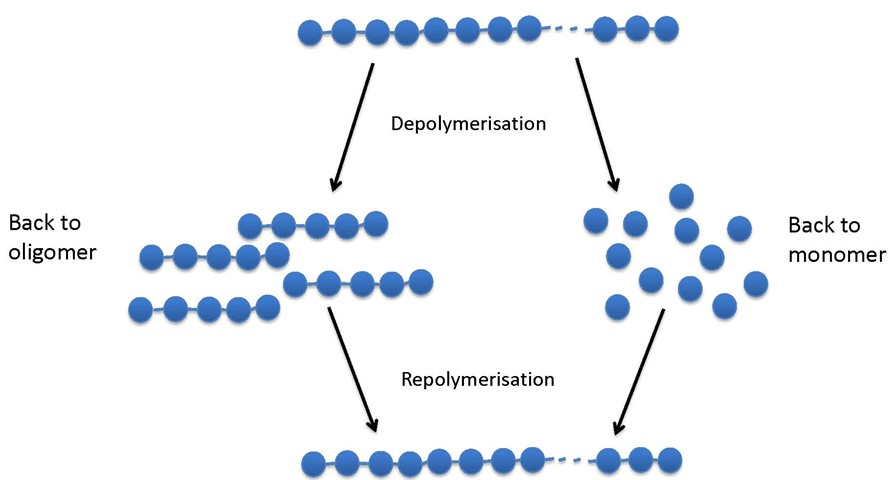 Depolymerisation
Back to
oligomer
Back to
monomer
Repolymerisation